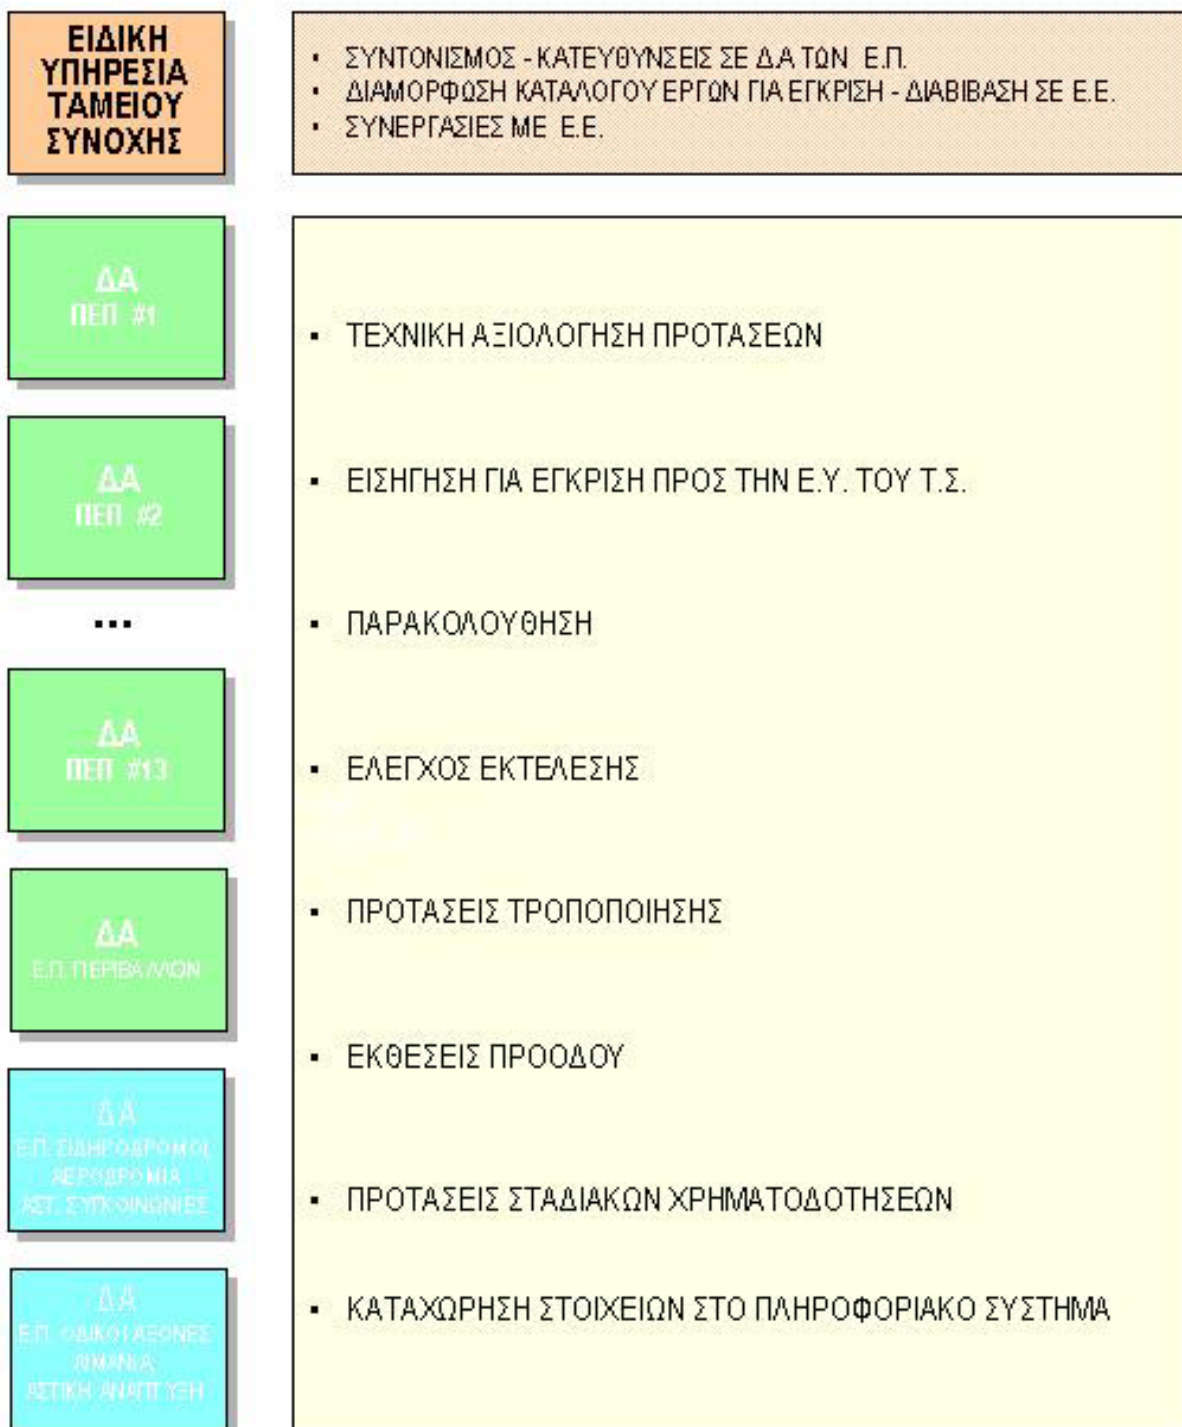 ΕΙΔΙΚΗ
ΥΠΗΡΕΣΙΑ
ΤΑΜΕΙΟΥ
ΣΥΝΟΧΗΣ
▪ ΣΥΝΤΟΝΙΣΜΟΣ - ΚΑΤΕΥΘΥΝΣΕΙΣ ΣΕ Δ.Α ΤΩΝ Ε.Π.
▪ ΔΙΑΜΟΡΦΩΣΗ ΚΑΤΑΛΟΓΟΥ ΕΡΓΩΝ ΓΙΑ ΕΓΚΡΙΣΗ - ΔΙΑΒΙΒΑΣΗ ΣΕ Ε.Ε.
▪ ΣΥΝΕΡΓΑΣΙΕΣ ΜΕ Ε.Ε.
ΔΑ
ΠΕΠ #1
ΔΑ
ΠΕΠ #2
...
ΔΑ
ΠΕΠ #13
ΔΑ
Ε.Π. ΠΕΡΙΒΑΛΛΟΝ
ΔΑ
Ε.Π. ΣΙΔΗΡΟΔΡΟΜΟΙ,
ΑΕΡΟΔΡΟΜΙΑ
ΑΣΤ. ΣΥΓΚΟΙΝΩΝΙΕΣ
ΔΑ
Ε.Π. ΟΔΙΚΟΙ ΑΞΟΝΕΣ
ΛΙΜΑΝΙΑ,
ΑΣΤΙΚΗ ΑΝΑΠΤΥΞΗ
▪ ΤΕΧΝΙΚΗ ΑΞΙΟΛΟΓΗΣΗ ΠΡΟΤΑΣΕΩΝ
▪ ΕΙΣΗΓΗΣΗ ΓΙΑ ΕΓΚΡΙΣΗ ΠΡΟΣ ΤΗΝ Ε.Υ. ΤΟΥ Τ.Σ.
▪ ΠΑΡΑΚΟΛΟΥΘΗΣΗ
▪ ΕΛΕΓΧΟΣ ΕΚΤΕΛΕΣΗΣ
▪ ΠΡΟΤΑΣΕΙΣ ΤΡΟΠΟΠΟΙΗΣΗΣ
▪ ΕΚΘΕΣΕΙΣ ΠΡΟΟΔΟΥ
▪ ΠΡΟΤΑΣΕΙΣ ΣΤΑΔΙΑΚΩΝ ΧΡΗΜΑΤΟΔΟΤΗΣΕΩΝ
▪ ΚΑΤΑΧΩΡΗΣΗ ΣΤΟΙΧΕΙΩΝ ΣΤΟ ΠΛΗΡΟΦΟΡΙΑΚΟ ΣΥΣΤΗΜΑ